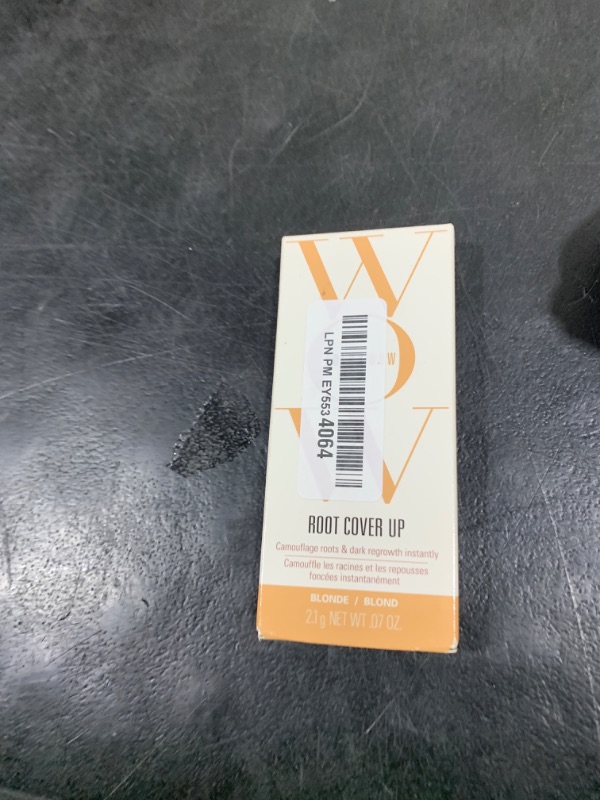 W
O
W
W
LPN PM EY5534064
ROOT COVER UP
Camouflage roots & dark regrowth instantly
Camouffle les racines et les repousses
foncées instantanément
BLONDE / BLOND
2.1 g NET WT .07 OZ.